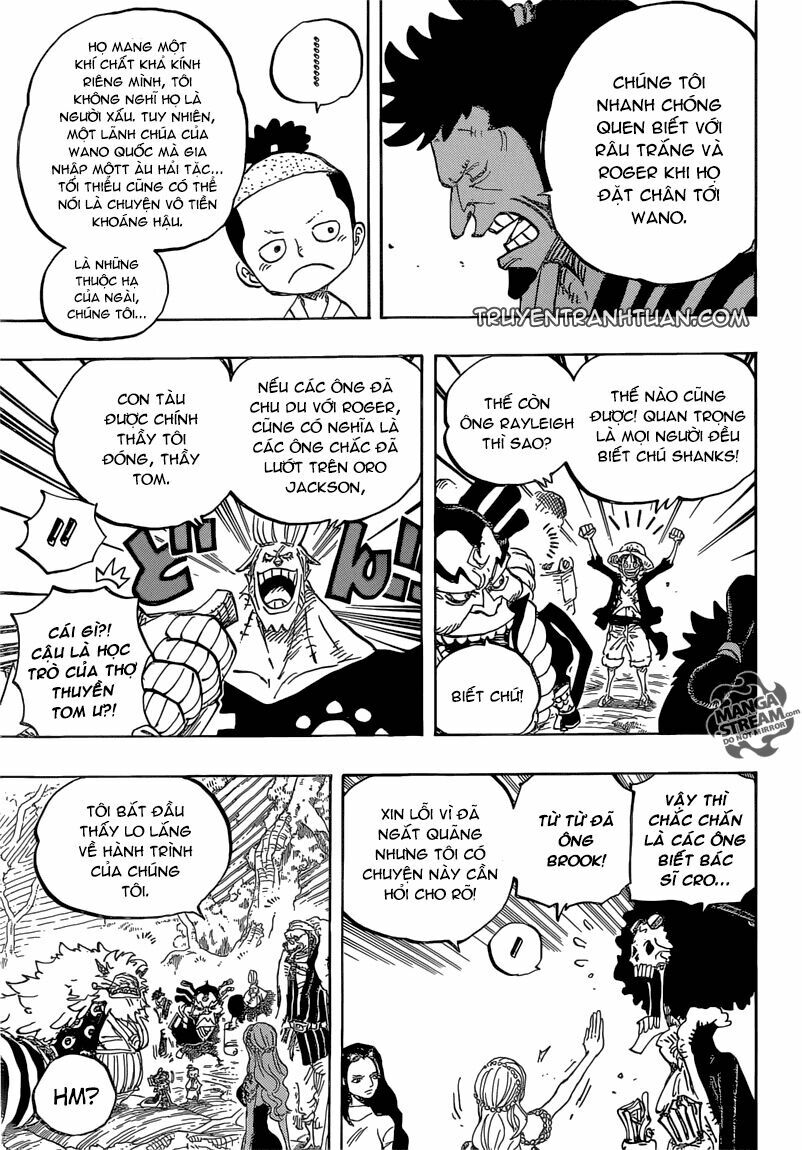 CHÚNG TÔI
NHANH CHÓNG
QUEN BIẾT VỚI
RÂU TRẮNG VÀ
ROGER KHI HỌ
ĐẶT CHÂN TỚI
WANO.
HỌ MANG MỘT
KHÍ CHẤT KHẢ KÍNH
RIÊNG MÌNH, TÔI
KHÔNG NGHĨ HỌ LÀ
NGƯỜI XẤU. TUY NHIÊN,
MỘT LÃNH CHÚA CỦA
WANO QUỐC MÀ GIA
NHẬP MỘTT ÀU HẢI TẶC...
TỐI THIỂU CŨNG CÓ THỂ
NÓI LÀ CHUYỆN VÔ TIỀN
KHOÁNG HẬU.
LÀ NHỮNG
THUỘC HẠ
CỦA NGÀI,
CHÚNG TÔI...
TRUYENTRANHTUAN.COM
THẾ NÀO CŨNG
ĐƯỢC! QUAN TRỌNG
LÀ MỌI NGƯỜI ĐỀU
BIẾT CHÚ SHANKS!
THẾ CÒN
ÔNG RAYLEIGH
THÌ SAO?
BIẾT CHỨ!
NẾU CÁC ÔNG ĐÃ
CHU DU VỚI ROGER,
CŨNG CÓ NGHĨA LÀ
CÁC ÔNG CHẮC ĐÃ
LƯỚT TRÊN ORO
JACKSON,
CON TÀU
ĐƯỢC CHÍNH
THẦY TÔI
ĐÓNG, THẦY
TOM.
どん!!
!!
CÁI GÌ?!
CẬU LÀ HỌC
TRÒ CỦA THỢ
THUYỀN
TOM Ư?!
MANGA
STREAM.com
DO NOT MIRROR!
VẬY THÌ
CHẮC CHẮN
LÀ CÁC ÔNG
BIẾT BÁC
SĨ CRO...
TỪ TỪ ĐÃ
ÔNG
BROOK!
XIN LỖI VÌ ĐÃ
NGẮT QUÃNG
NHƯNG TÔI CÓ
CHUYỆN NÀY CẦN
HỎI CHO RÕ!
TÔI BẮT ĐẦU
THẤY LO LẮNG
VỀ HÀNH TRÌNH
CỦA CHÚNG
TÔI.
HM?